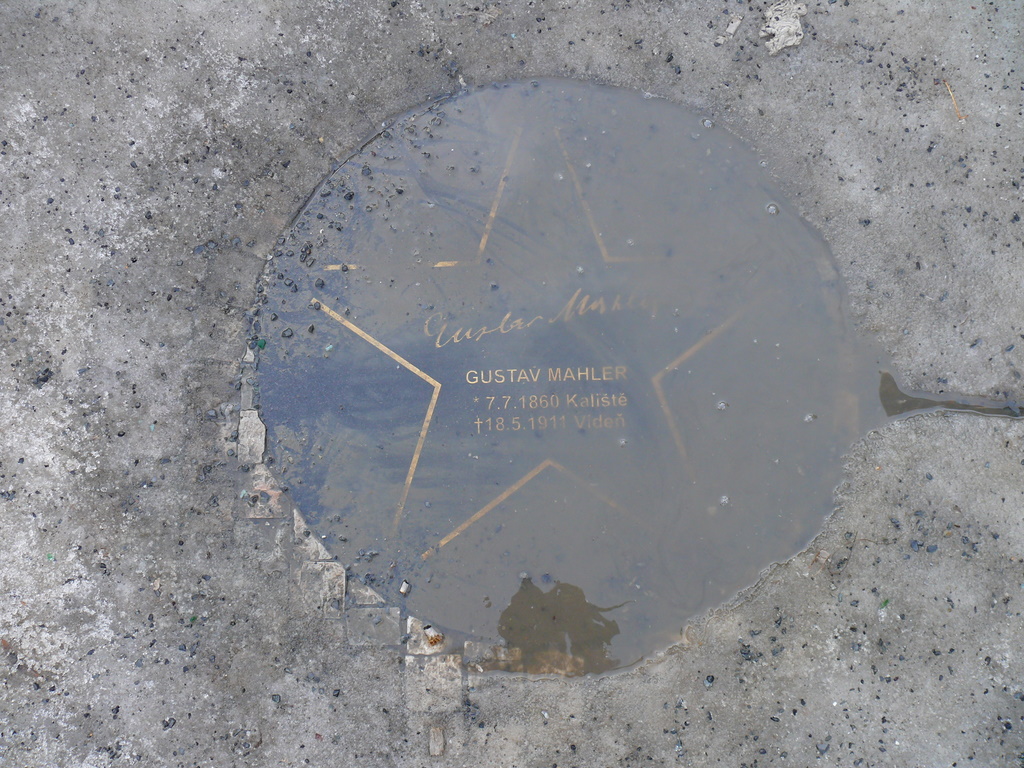 Gustav Mahler
GUSTAV MAHLER
* 7.7.1860 Kaliště
†18.5.1911 Vídeň